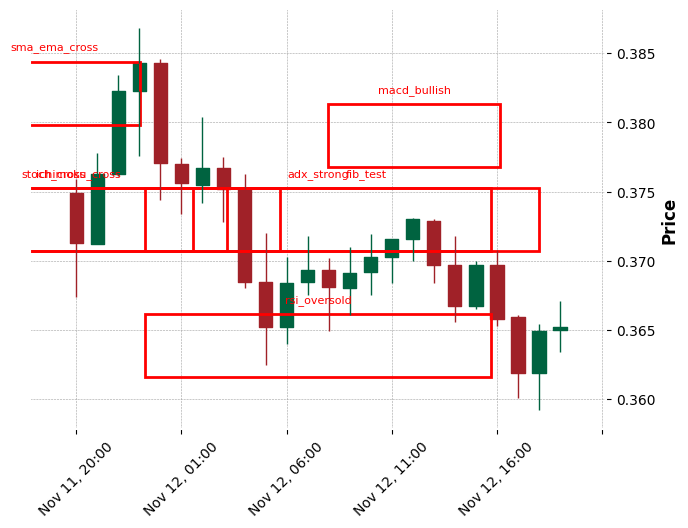 sma_ema_cross
0.385
macd_bullish
0.380
adx_strong
fib_test
0.375
Price
0.370
rsi_oversold
0.365
0.360
Nov 11, 20:00
Nov 12, 01:00
Nov 12, 06:00
Nov 12, 11:00
Nov 12, 16:00